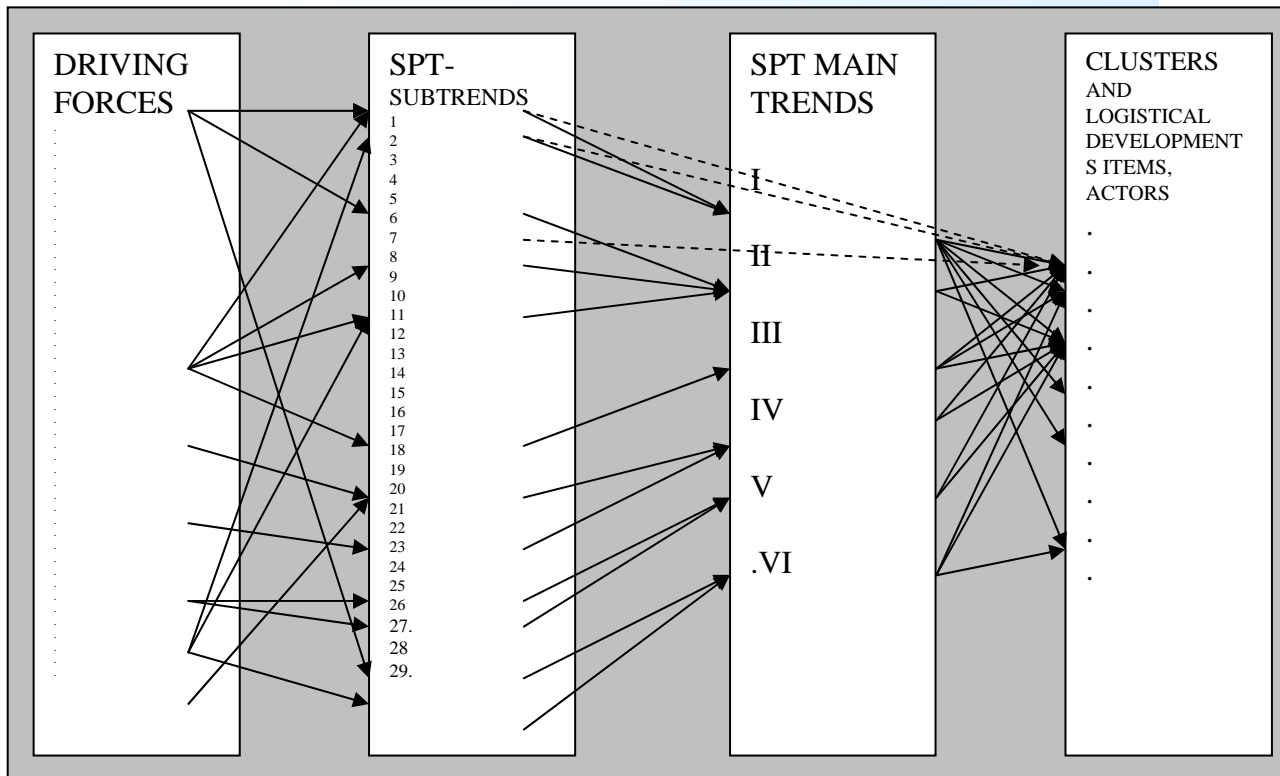 DRIVING
FORCES
SPT-
SUBTRENDS
1
2
3
4
5
6
7
8
9
10
11
12
13
14
15
16
17
18
19
20
21
22
23
24
25
26
27.
28
29.
SPT MAIN
TRENDS
I
II
III
IV
V
.VI
CLUSTERS
AND
LOGISTICAL
DEVELOPMENT
S ITEMS,
ACTORS
.
.
.
.
.
.
.
.
.
.